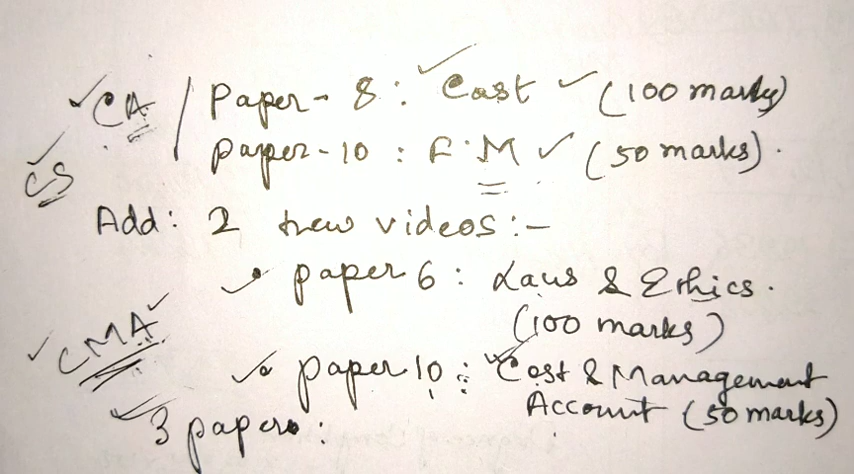 CA / Paper - 8 : Cost (100 marks)
CS Paper - 10 : F.M (50 marks).
Add: 2 new videos :-
paper 6 : Laws & Ethics.
(100 marks)
CMA
paper 10 : Cost & Management
Account (50 marks)
3 papers :